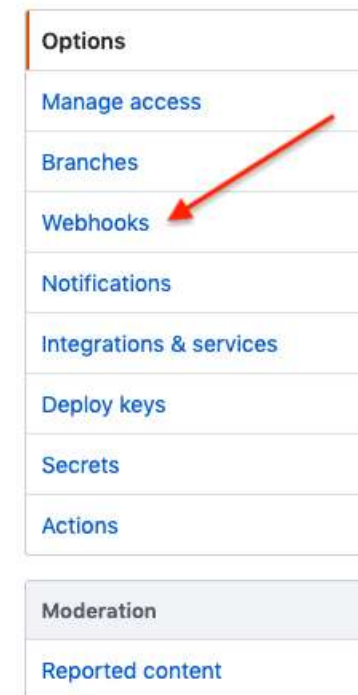 Options
Manage access
Branches
Webhooks
Notifications
Integrations & services
Deploy keys
Secrets
Actions
Moderation
Reported content